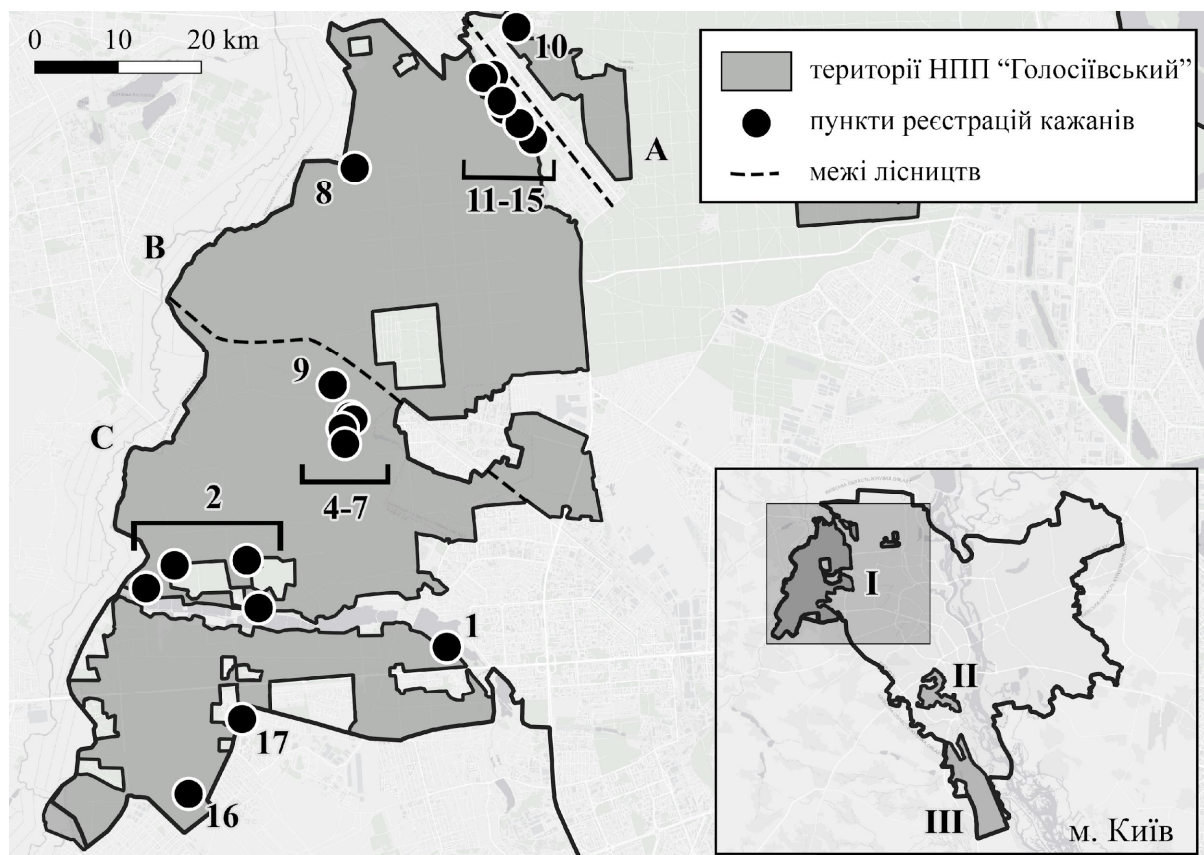 0 10 20 km
10
території НПП “Голосіївський”
пункти реєстрацій кажанів
межі лісництв
A
8
11-15
B
9
C
4-7
2
1
17
16
I
II
III
м. Київ